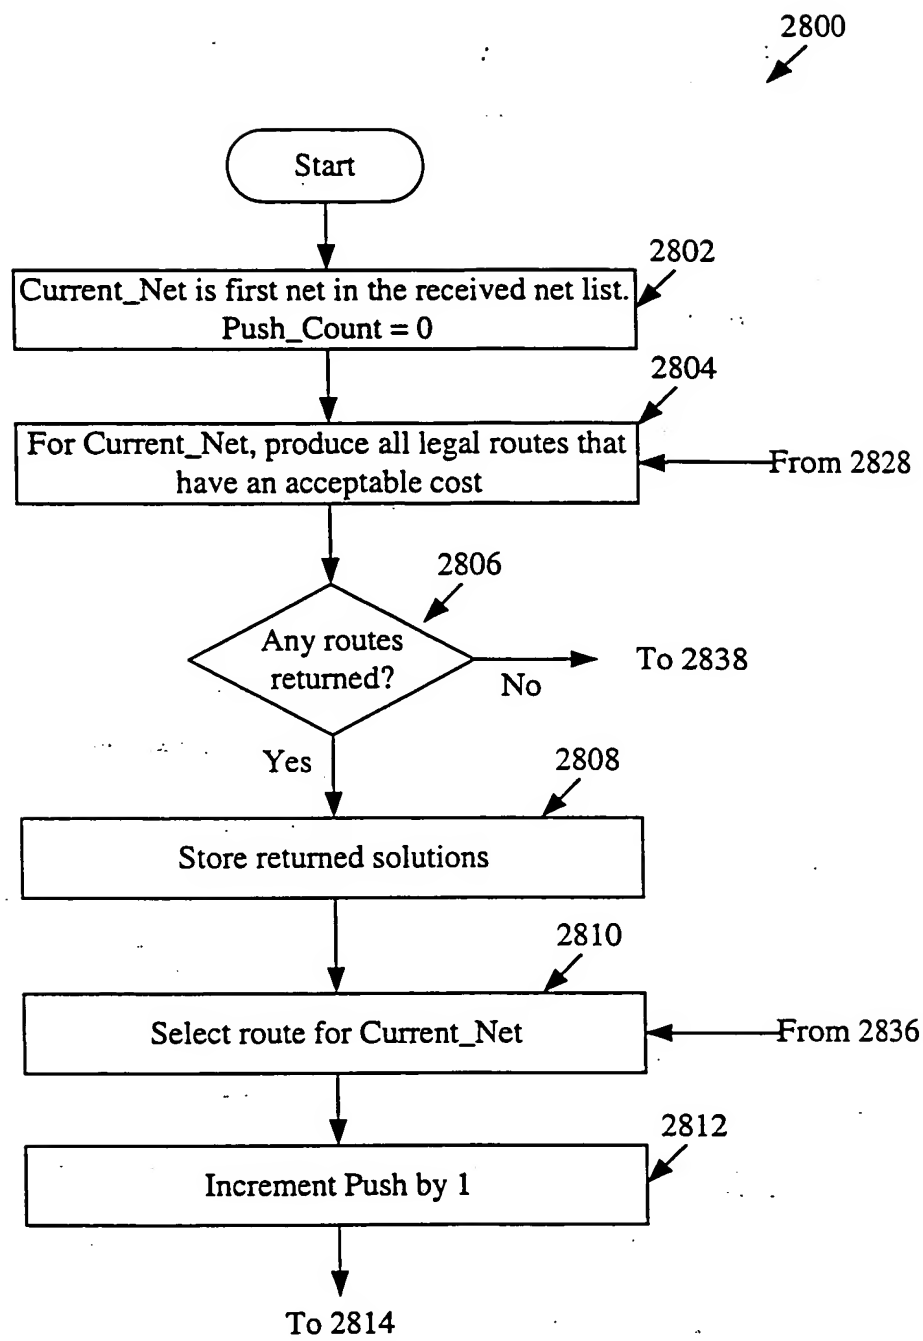 2800
Start
2802
Current_Net is first net in the received net list.
Push_Count = 0
2804
For Current_Net, produce all legal routes that
have an acceptable cost
From 2828
2806
Any routes
returned?
No
To 2838
Yes
2808
Store returned solutions
2810
Select route for Current_Net
From 2836
2812
Increment Push by 1
To 2814